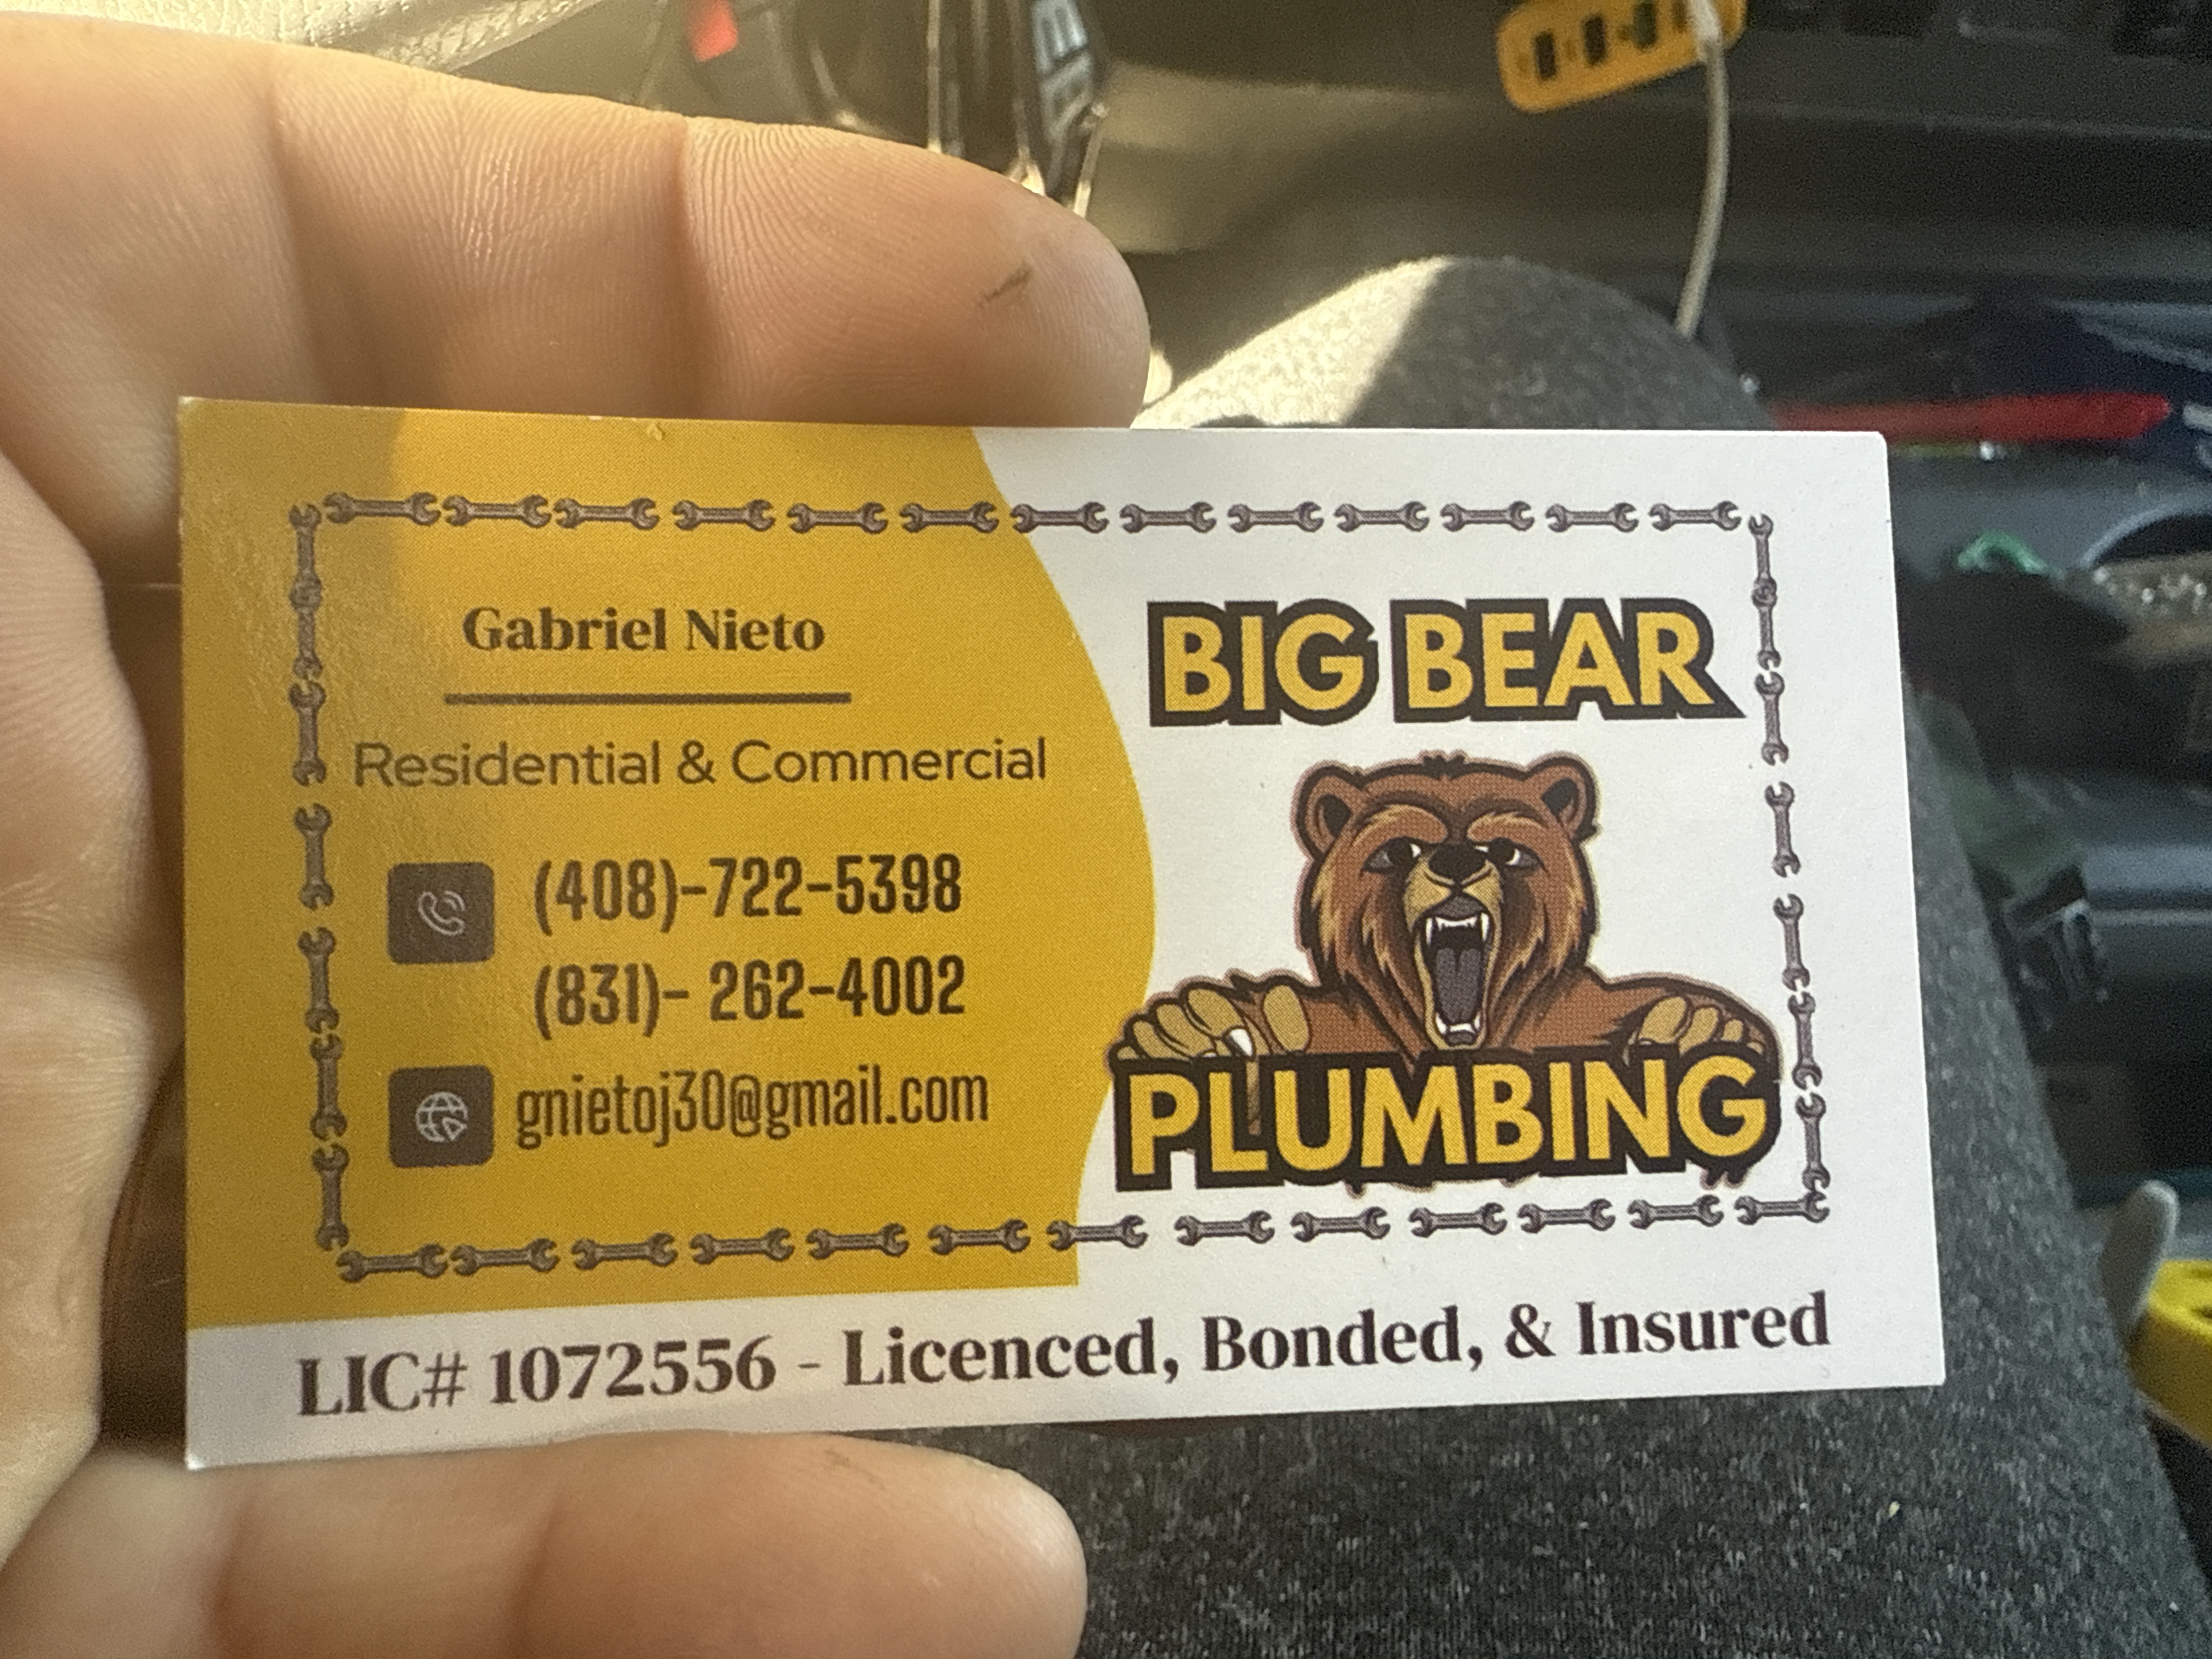 Gabriel Nieto
Residential & Commercial
(408)-722-5398
(831)- 262-4002
gnietoj30@gmail.com
BIG BEAR
PLUMBING
LIC# 1072556 - Licenced, Bonded, & Insured